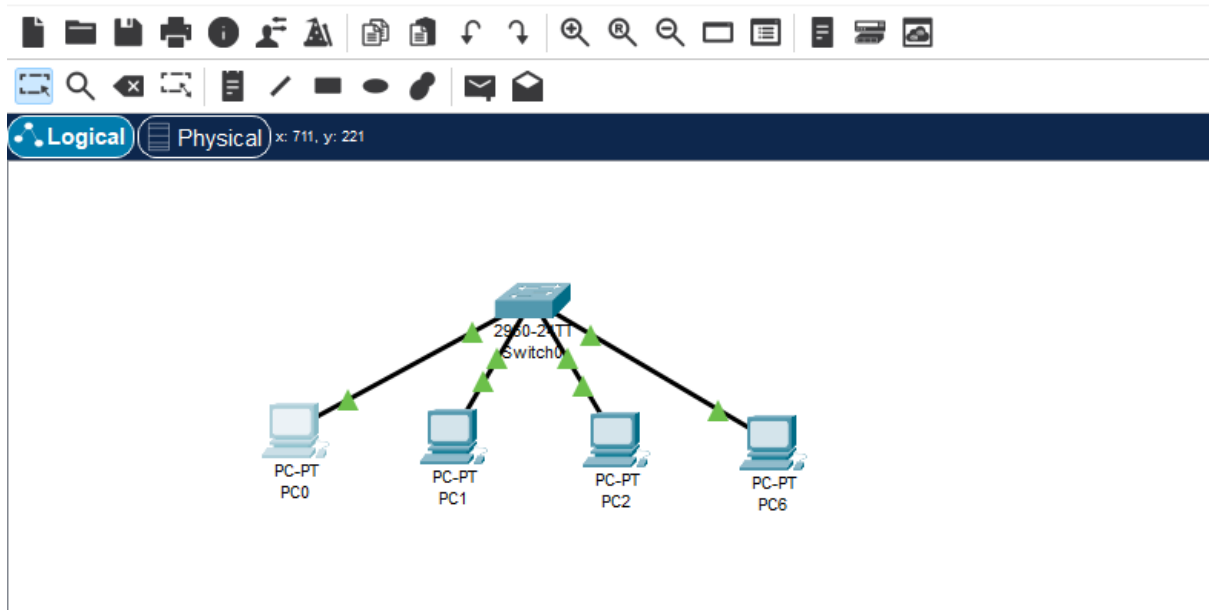 Logical
Physical
x: 711, y: 221
2960-24TT
Switch0
PC-PT
PC0
PC-PT
PC1
PC-PT
PC2
PC-PT
PC6